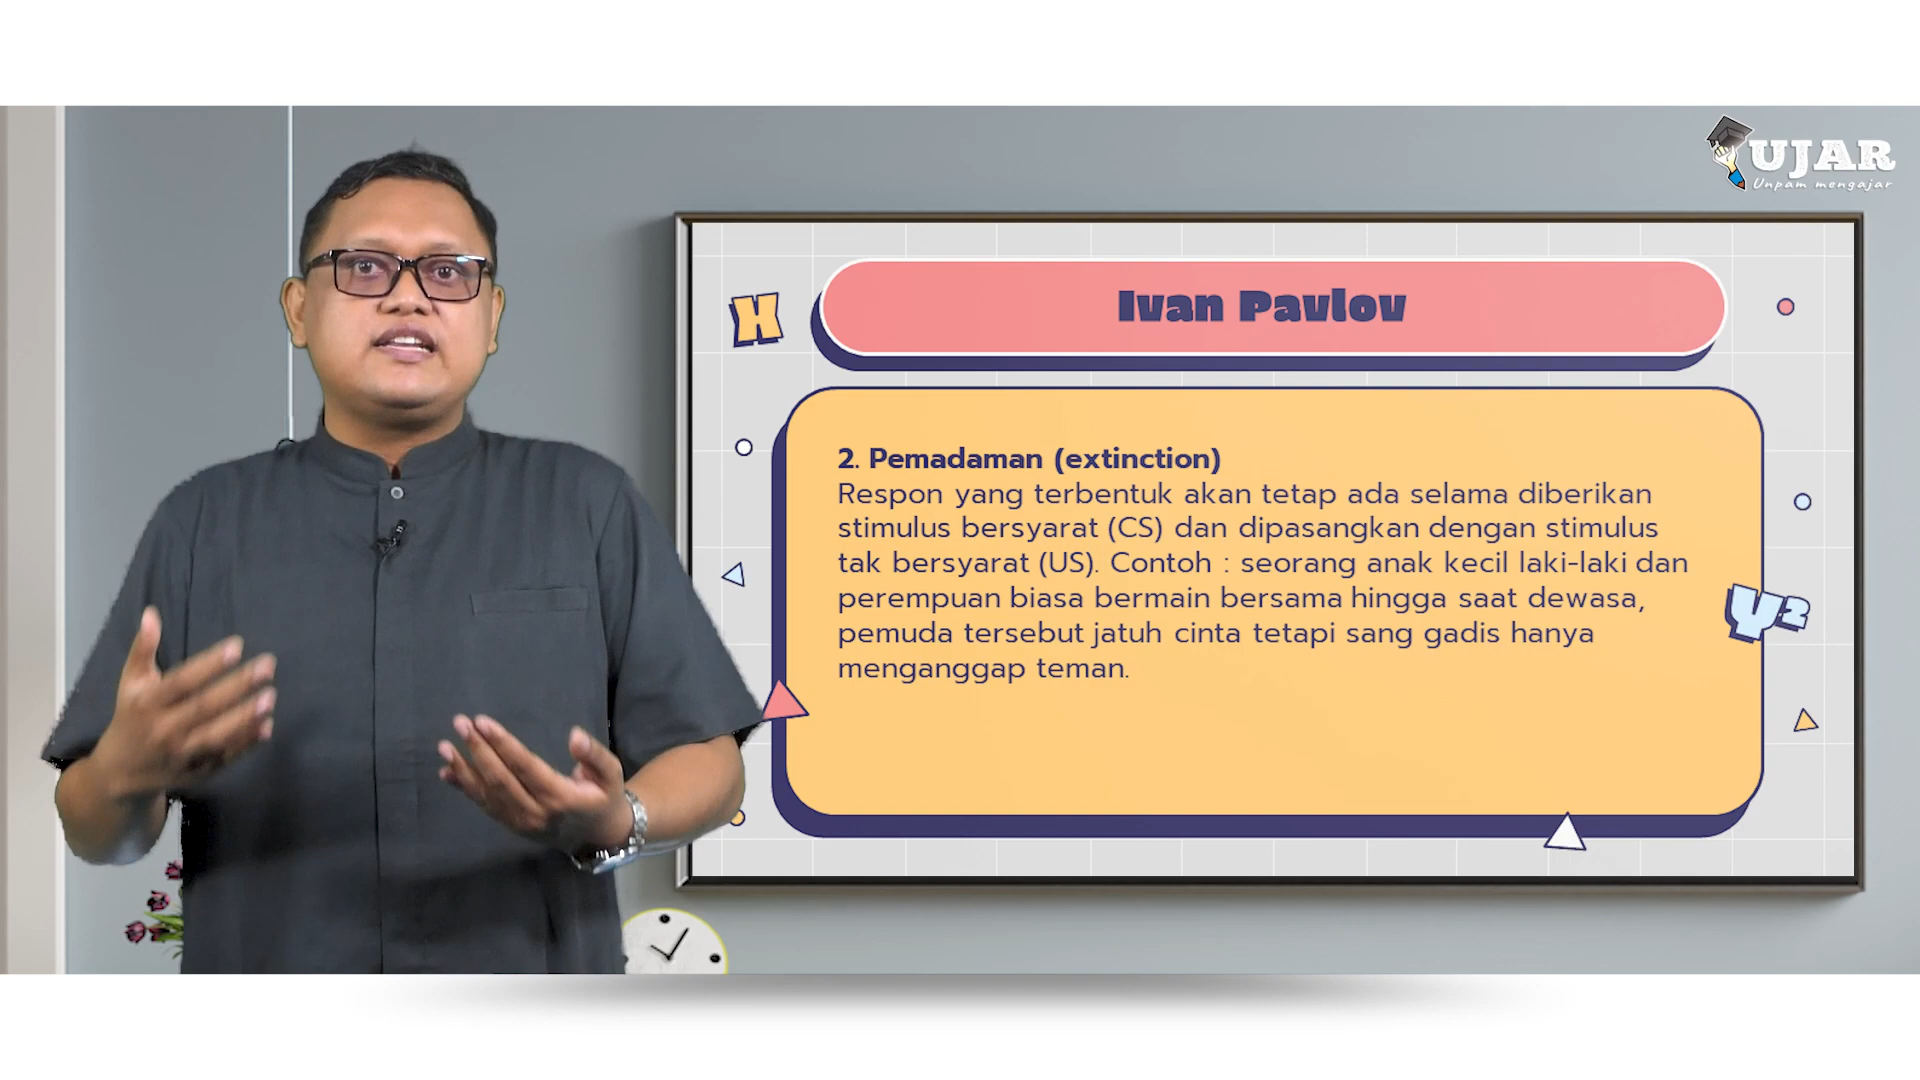 UJAR
Unpam mengajar
Ivan Pavlov
H
2. Pemadaman (extinction)
Respon yang terbentuk akan tetap ada selama diberikan
stimulus bersyarat (CS) dan dipasangkan dengan stimulus
tak bersyarat (US). Contoh : seorang anak kecil laki-laki dan
perempuan biasa bermain bersama hingga saat dewasa,
pemuda tersebut jatuh cinta tetapi sang gadis hanya
menganggap teman.
Y²